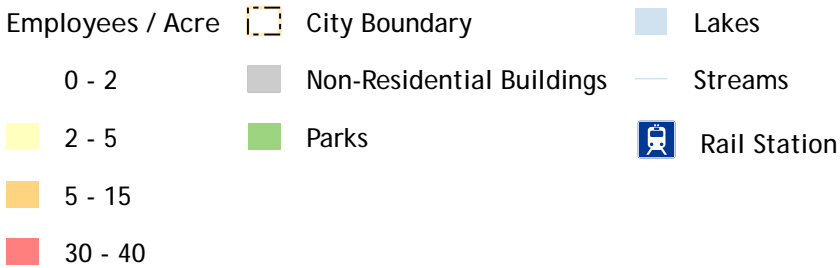 Employees / Acre
0 - 2
2 - 5
5 - 15
30 - 40
City Boundary
Non-Residential Buildings
Parks
Lakes
Streams
Rail Station